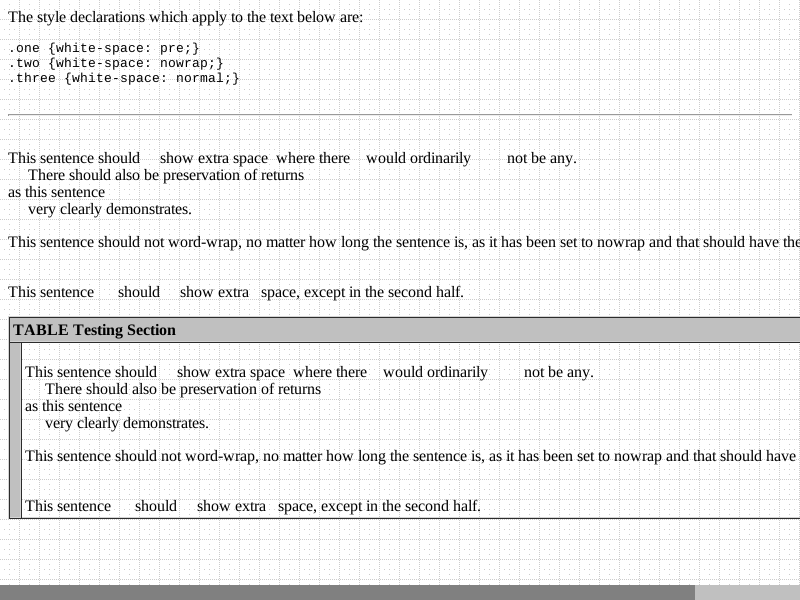 The style declarations which apply to the text below are:
.one {white-space: pre;}
.two {white-space: nowrap;}
.three {white-space: normal;}
This sentence should     show extra space  where there    would ordinarily         not be any.
     There should also be preservation of returns
as this sentence
     very clearly demonstrates.
This sentence should not word-wrap, no matter how long the sentence is, as it has been set to nowrap and that should have the
This sentence      should     show extra   space, except in the second half.
TABLE Testing Section
This sentence should     show extra space  where there    would ordinarily         not be any.
     There should also be preservation of returns
as this sentence
     very clearly demonstrates.
This sentence should not word-wrap, no matter how long the sentence is, as it has been set to nowrap and that should have
This sentence      should     show extra   space, except in the second half.